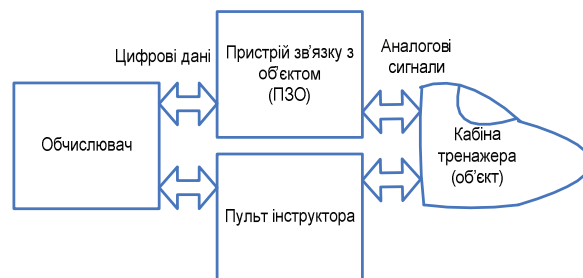 Цифрові дані
Пристрій зв'язку з
об'єктом
(ПЗО)
Аналогові
сигнали
Обчислювач
Кабіна
тренажера
(об'єкт)
Пульт інструктора